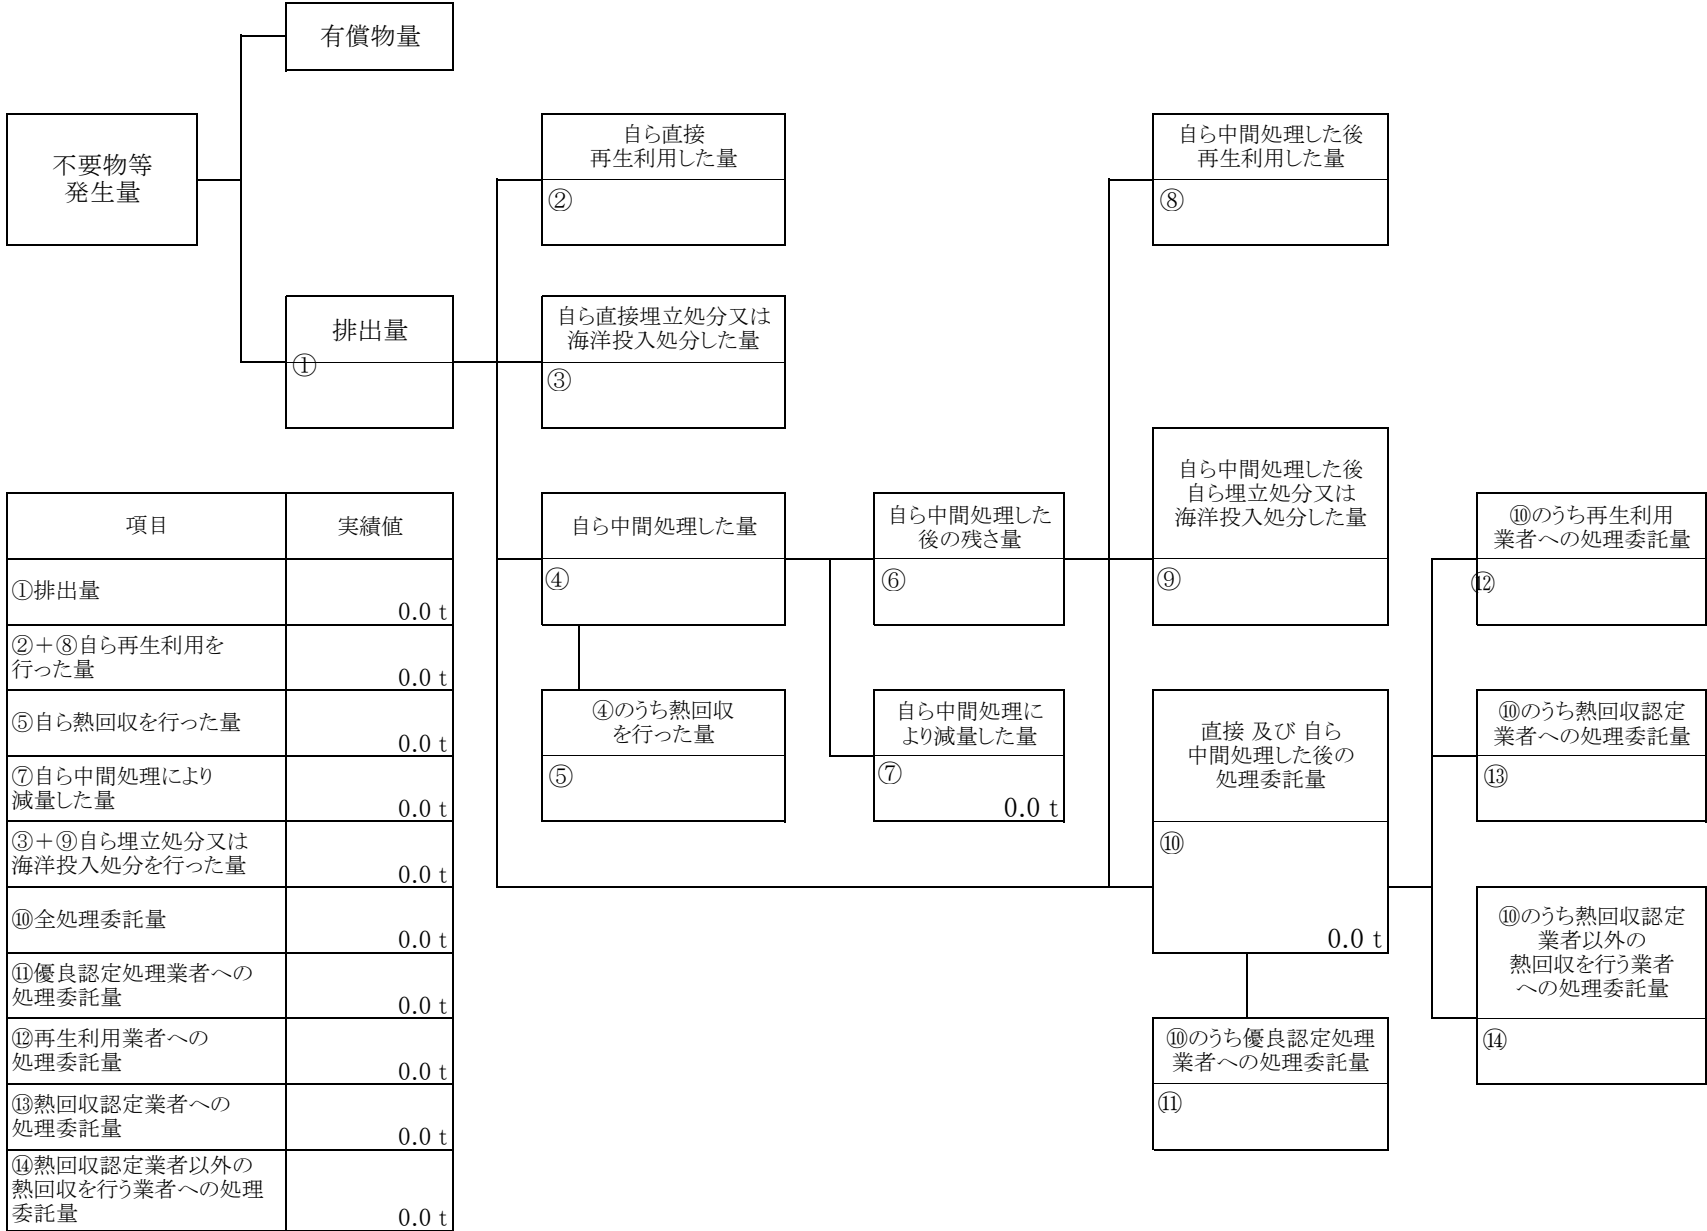 有償物量
不要物等
発生量
自ら直接
再生利用した量
②
自ら中間処理した後
再生利用した量
⑧
排出量
①
自ら直接埋立処分又は
海洋投入処分した量
③
自ら中間処理した量
④
自ら中間処理した
後の残さ量
⑥
自ら中間処理した後
自ら埋立処分又は
海洋投入処分した量
⑨
⑩のうち再生利用
業者への処理委託量
⑫
④のうち熱回収
を行った量
⑤
自ら中間処理に
より減量した量
⑦
0.0 t
直接 及び 自ら
中間処理した後の
処理委託量
⑩
0.0 t
⑩のうち熱回収認定
業者への処理委託量
⑬
⑩のうち熱回収認定
業者以外の
熱回収を行う業者
への処理委託量
⑭
⑩のうち優良認定処理
業者への処理委託量
⑪
項目
実績値
①排出量
0.0 t
②＋⑧自ら再生利用を
行った量
0.0 t
⑤自ら熱回収を行った量
0.0 t
⑦自ら中間処理により
減量した量
0.0 t
③＋⑨自ら埋立処分又は
海洋投入処分を行った量
0.0 t
⑩全処理委託量
0.0 t
⑪優良認定処理業者への
処理委託量
0.0 t
⑫再生利用業者への
処理委託量
0.0 t
⑬熱回収認定業者への
処理委託量
0.0 t
⑭熱回収認定業者以外の
熱回収を行う業者への処理
委託量
0.0 t